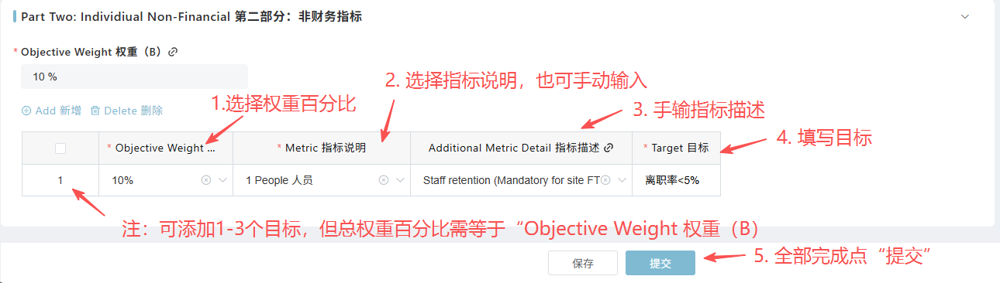 Part Two: Individiual Non-Financial 第二部分：非财务指标
* Objective Weight 权重（B）
10 %
1.选择权重百分比
2. 选择指标说明，也可手动输入
3. 手输指标描述
4. 填写目标
Add 新增 Delete 删除
* Objective Weight ... * Metric 指标说明 Additional Metric Detail 指标描述 * Target 目标
1 10% 1 People 人员 Staff retention (Mandatory for site FT 离职率<5%
注：可添加1-3个目标，但总权重百分比需等于“Objective Weight 权重（B）
保存 提交
5. 全部完成点“提交”